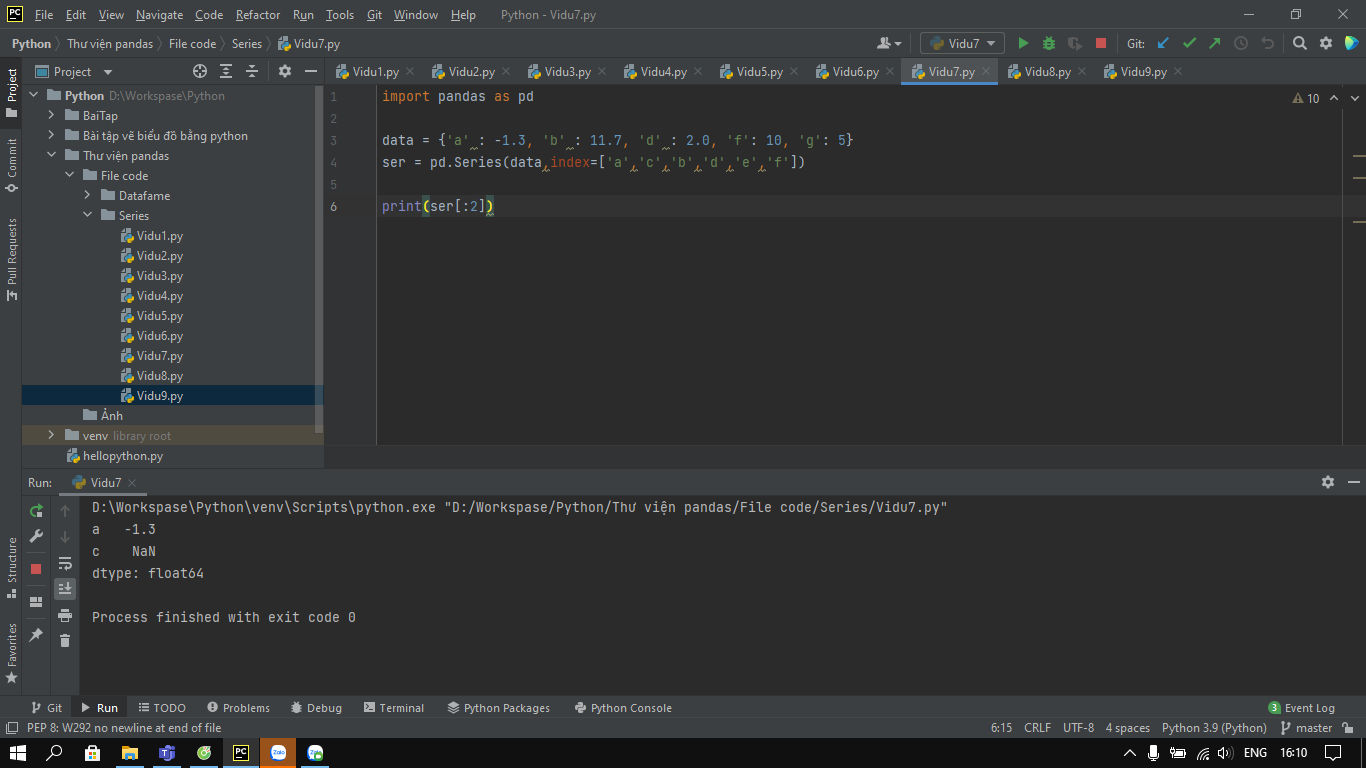 PC File Edit View Navigate Code Refactor Run Tools Git Window Help Python - Vidu7.py
Python Thư viện pandas File code Series Vidu7.py Vidu7 Git:
Project
Vidu1.py Vidu2.py Vidu3.py Vidu4.py Vidu5.py Vidu6.py Vidu7.py Vidu8.py Vidu9.py
Python D:\Workspase\Python
BaiTap
Bài tập vẽ biểu đồ bằng python
Thư viện pandas
File code
Datafame
Series
Vidu1.py
Vidu2.py
Vidu3.py
Vidu4.py
Vidu5.py
Vidu6.py
Vidu7.py
Vidu8.py
Vidu9.py
Ảnh
venv library root
hellopython.py
1 import pandas as pd
10
2
3 data = {'a' : -1.3, 'b' : 11.7, 'd' : 2.0, 'f': 10, 'g': 5}
4 ser = pd.Series(data,index=['a','c','b','d','e','f'])
5
6 print(ser[:2])
Project
Commit
Pull Requests
Structure
Favorites
Run: Vidu7
D:\Workspase\Python\venv\Scripts\python.exe "D:/Workspase/Python/Thư viện pandas/File code/Series/Vidu7.py"
a   -1.3
c    NaN
dtype: float64
Process finished with exit code 0
Git Run TODO Problems Debug Terminal Python Packages Python Console 3 Event Log
PEP 8: W292 no newline at end of file 6:15 CRLF UTF-8 4 spaces Python 3.9 (Python) master
PC Zalo ENG 16:10